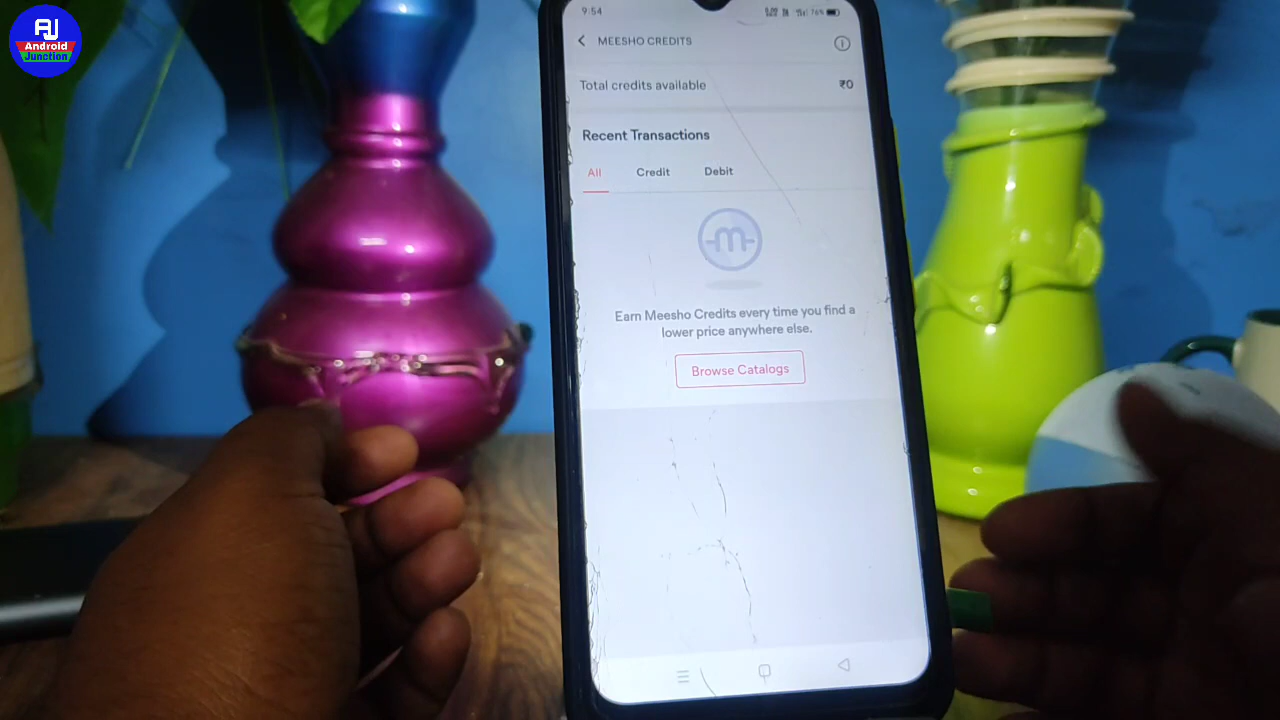 AJ
Android
Junction
9:54
76%
MEESHO CREDITS
Total credits available ₹0
Recent Transactions
All Credit Debit
m
Earn Meesho Credits every time you find a
lower price anywhere else.
Browse Catalogs